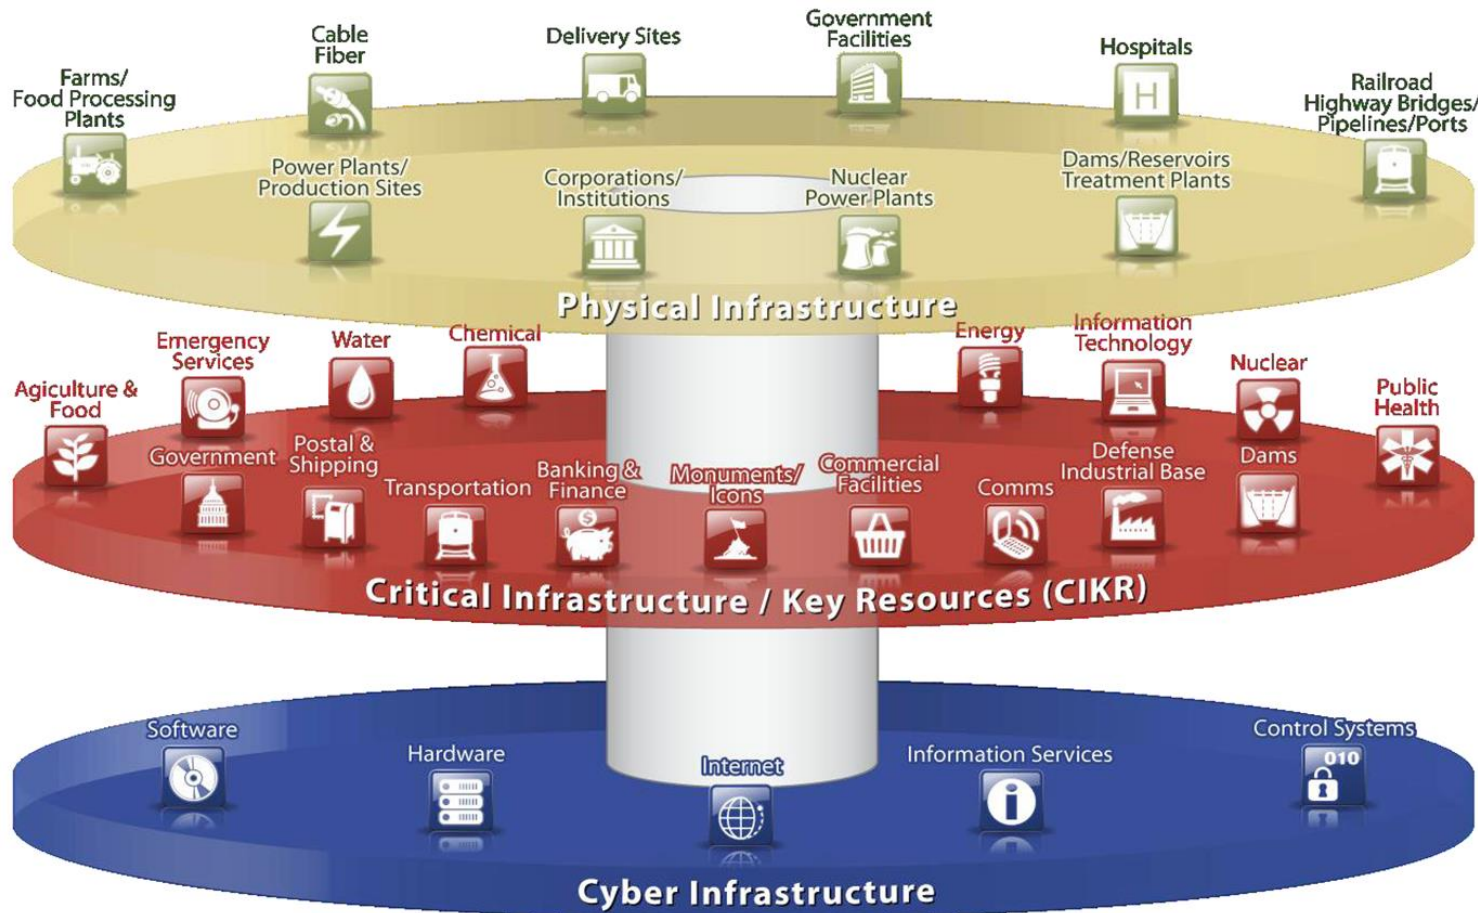 Farms/
Food Processing
Plants
Cable
Fiber
Delivery Sites
Government
Facilities
Hospitals
Railroad
Highway Bridges/
Pipelines/Ports
Power Plants/
Production Sites
Corporations/
Institutions
Nuclear
Power Plants
Dams/Reservoirs
Treatment Plants
H
Physical Infrastructure
Agiculture &
Food
Emergency
Services
Water
Chemical
Energy
Information
Technology
Nuclear
Public
Health
Government
Postal &
Shipping
Transportation
Banking &
Finance
$
Monuments/
Icons
Commercial
Facilities
Comms
Defense
Industrial Base
Dams
Critical Infrastructure / Key Resources (CIKR)
Software
Hardware
Internet
Information Services
i
Control Systems
010
Cyber Infrastructure